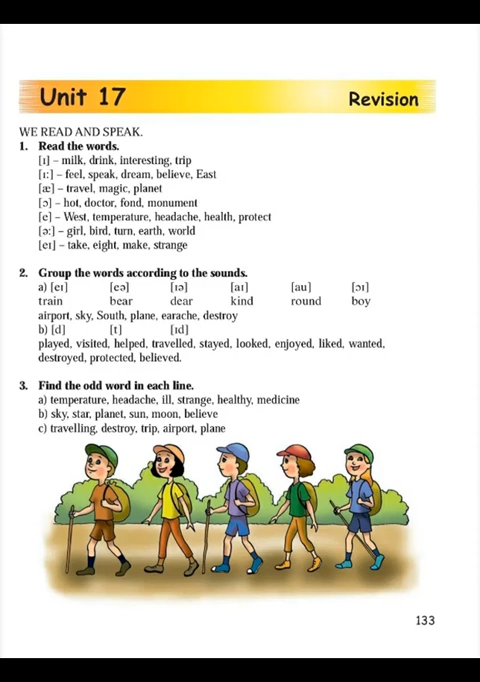 Unit 17
Revision
WE READ AND SPEAK.
1. Read the words.
[ɪ] – milk, drink, interesting, trip
[ɪ:] – feel, speak, dream, believe, East
[æ] – travel, magic, planet
[ɔ] – hot, doctor, fond, monument
[e] – West, temperature, headache, health, protect
[ə:] – girl, bird, turn, earth, world
[eɪ] – take, eight, make, strange
2. Group the words according to the sounds.
a) [eɪ] [eə] [ɪə] [aɪ] [au] [ɔɪ]
train bear dear kind round boy
airport, sky, South, plane, earache, destroy
b) [d] [t] [ɪd]
played, visited, helped, travelled, stayed, looked, enjoyed, liked, wanted,
destroyed, protected, believed.
3. Find the odd word in each line.
a) temperature, headache, ill, strange, healthy, medicine
b) sky, star, planet, sun, moon, believe
c) travelling, destroy, trip, airport, plane
133